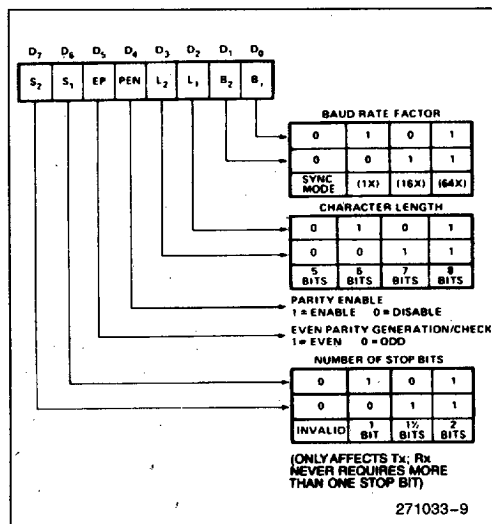 D7 D6 D5 D4 D3 D2 D1 D0
S2 S1 EP PEN L2 L1 B2 B1
BAUD RATE FACTOR
0 1 0 1
0 0 1 1
SYNC MODE (1X) (16X) (64X)
CHARACTER LENGTH
0 1 0 1
0 0 1 1
5 BITS 6 BITS 7 BITS 8 BITS
PARITY ENABLE
1 = ENABLE 0 = DISABLE
EVEN PARITY GENERATION/CHECK
1 = EVEN 0 = ODD
NUMBER OF STOP BITS
0 1 0 1
0 0 1 1
INVALID 1 BIT 1½ BITS 2 BITS
(ONLY AFFECTS Tx; Rx
NEVER REQUIRES MORE
THAN ONE STOP BIT)
271033-9